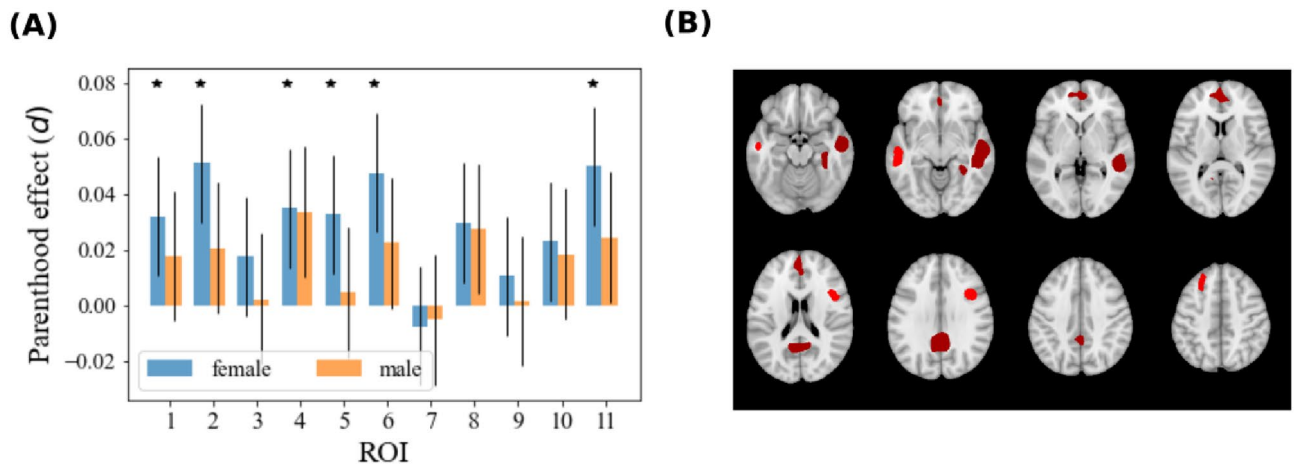 (A)
(B)
Parenthood effect (d)
0.08
0.06
0.04
0.02
0.00
−0.02
★ ★ ★ ★ ★ ★
female male
1 2 3 4 5 6 7 8 9 10 11
ROI